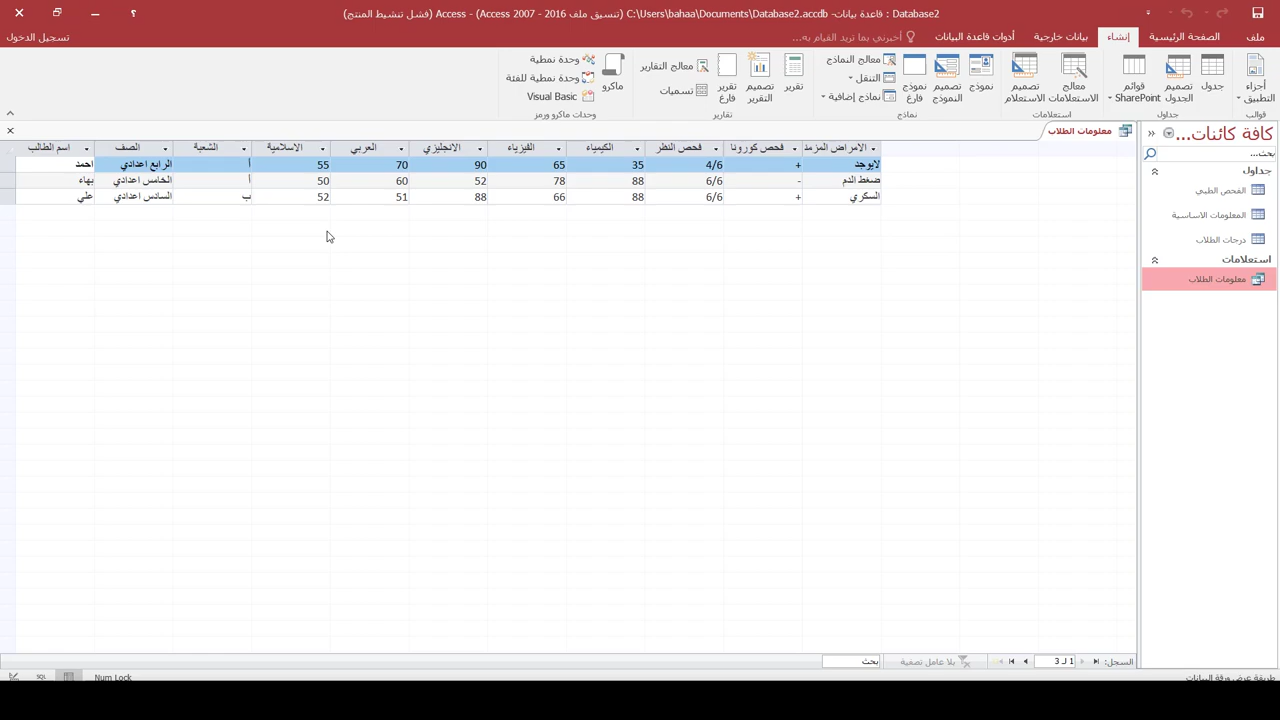 Database2 : قاعدة بيانات- C:\Users\bahaa\Documents\Database2.accdb (تنسيق ملف Access 2007 - 2016) - Access (فشل تنشيط المنتج)
ملف
الصفحة الرئيسية
إنشاء
بيانات خارجية
أدوات قاعدة البيانات
أخبرني بما تريد القيام به...
تسجيل الدخول
أجزاء التطبيق
جدول
تصميم الجدول
قوائم SharePoint
معالج الاستعلامات
تصميم الاستعلام
نموذج
تصميم النموذج
نموذج فارغ
معالج النماذج
التنقل
نماذج إضافية
تقرير
تصميم التقرير
تقرير فارغ
معالج التقارير
تسميات
ماكرو
وحدة نمطية
وحدة نمطية للفئة
Visual Basic
قوالب
جداول
استعلامات
نماذج
تقارير
وحدات ماكرو ورمز
كافة كائنات...
بحث...
جداول
الفحص الطبي
المعلومات الاساسية
درجات الطلاب
استعلامات
معلومات الطلاب
معلومات الطلاب
اسم الطالب الصف الشعبة الاسلامية العربي الانجليزي الفيزياء الكيمياء فحص النظر فحص كورونا الامراض المزمد
احمد الرابع اعدادي أ 55 70 90 65 35 4/6 + لايوجد
بهاء الخامس اعدادي أ 50 60 52 78 88 6/6 - ضغط الدم
علي السادس اعدادي ب 52 51 88 66 88 6/6 + السكري
السجل: 1 لـ 3 بلا عامل تصفية بحث
طريقة عرض ورقة البيانات
Num Lock
SQL